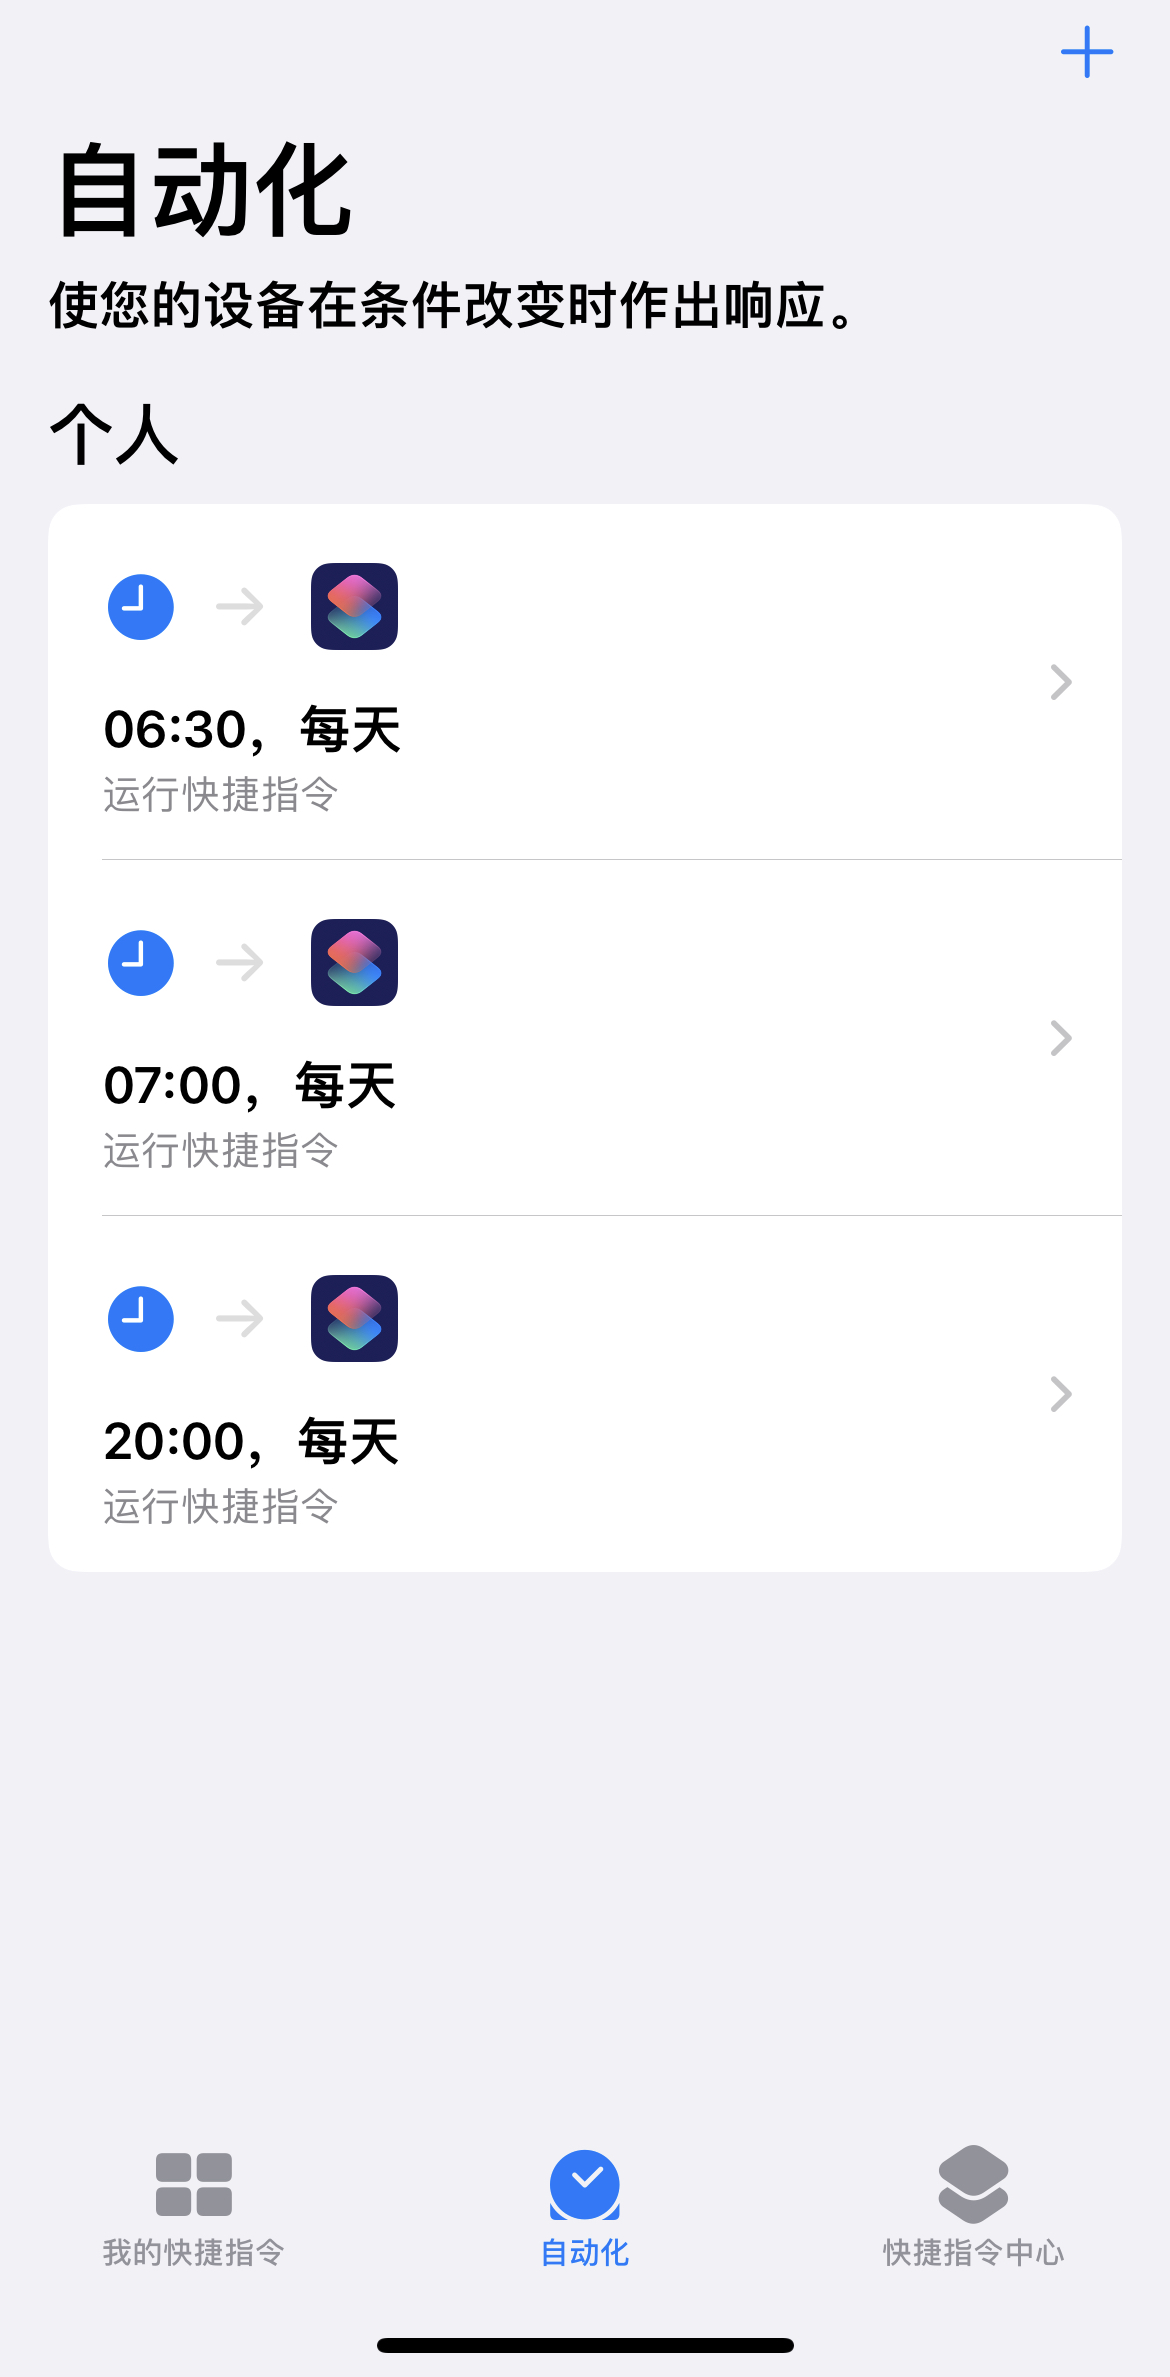 自动化
使您的设备在条件改变时作出响应。
个人
06:30，每天
运行快捷指令
07:00，每天
运行快捷指令
20:00，每天
运行快捷指令
我的快捷指令
自动化
快捷指令中心